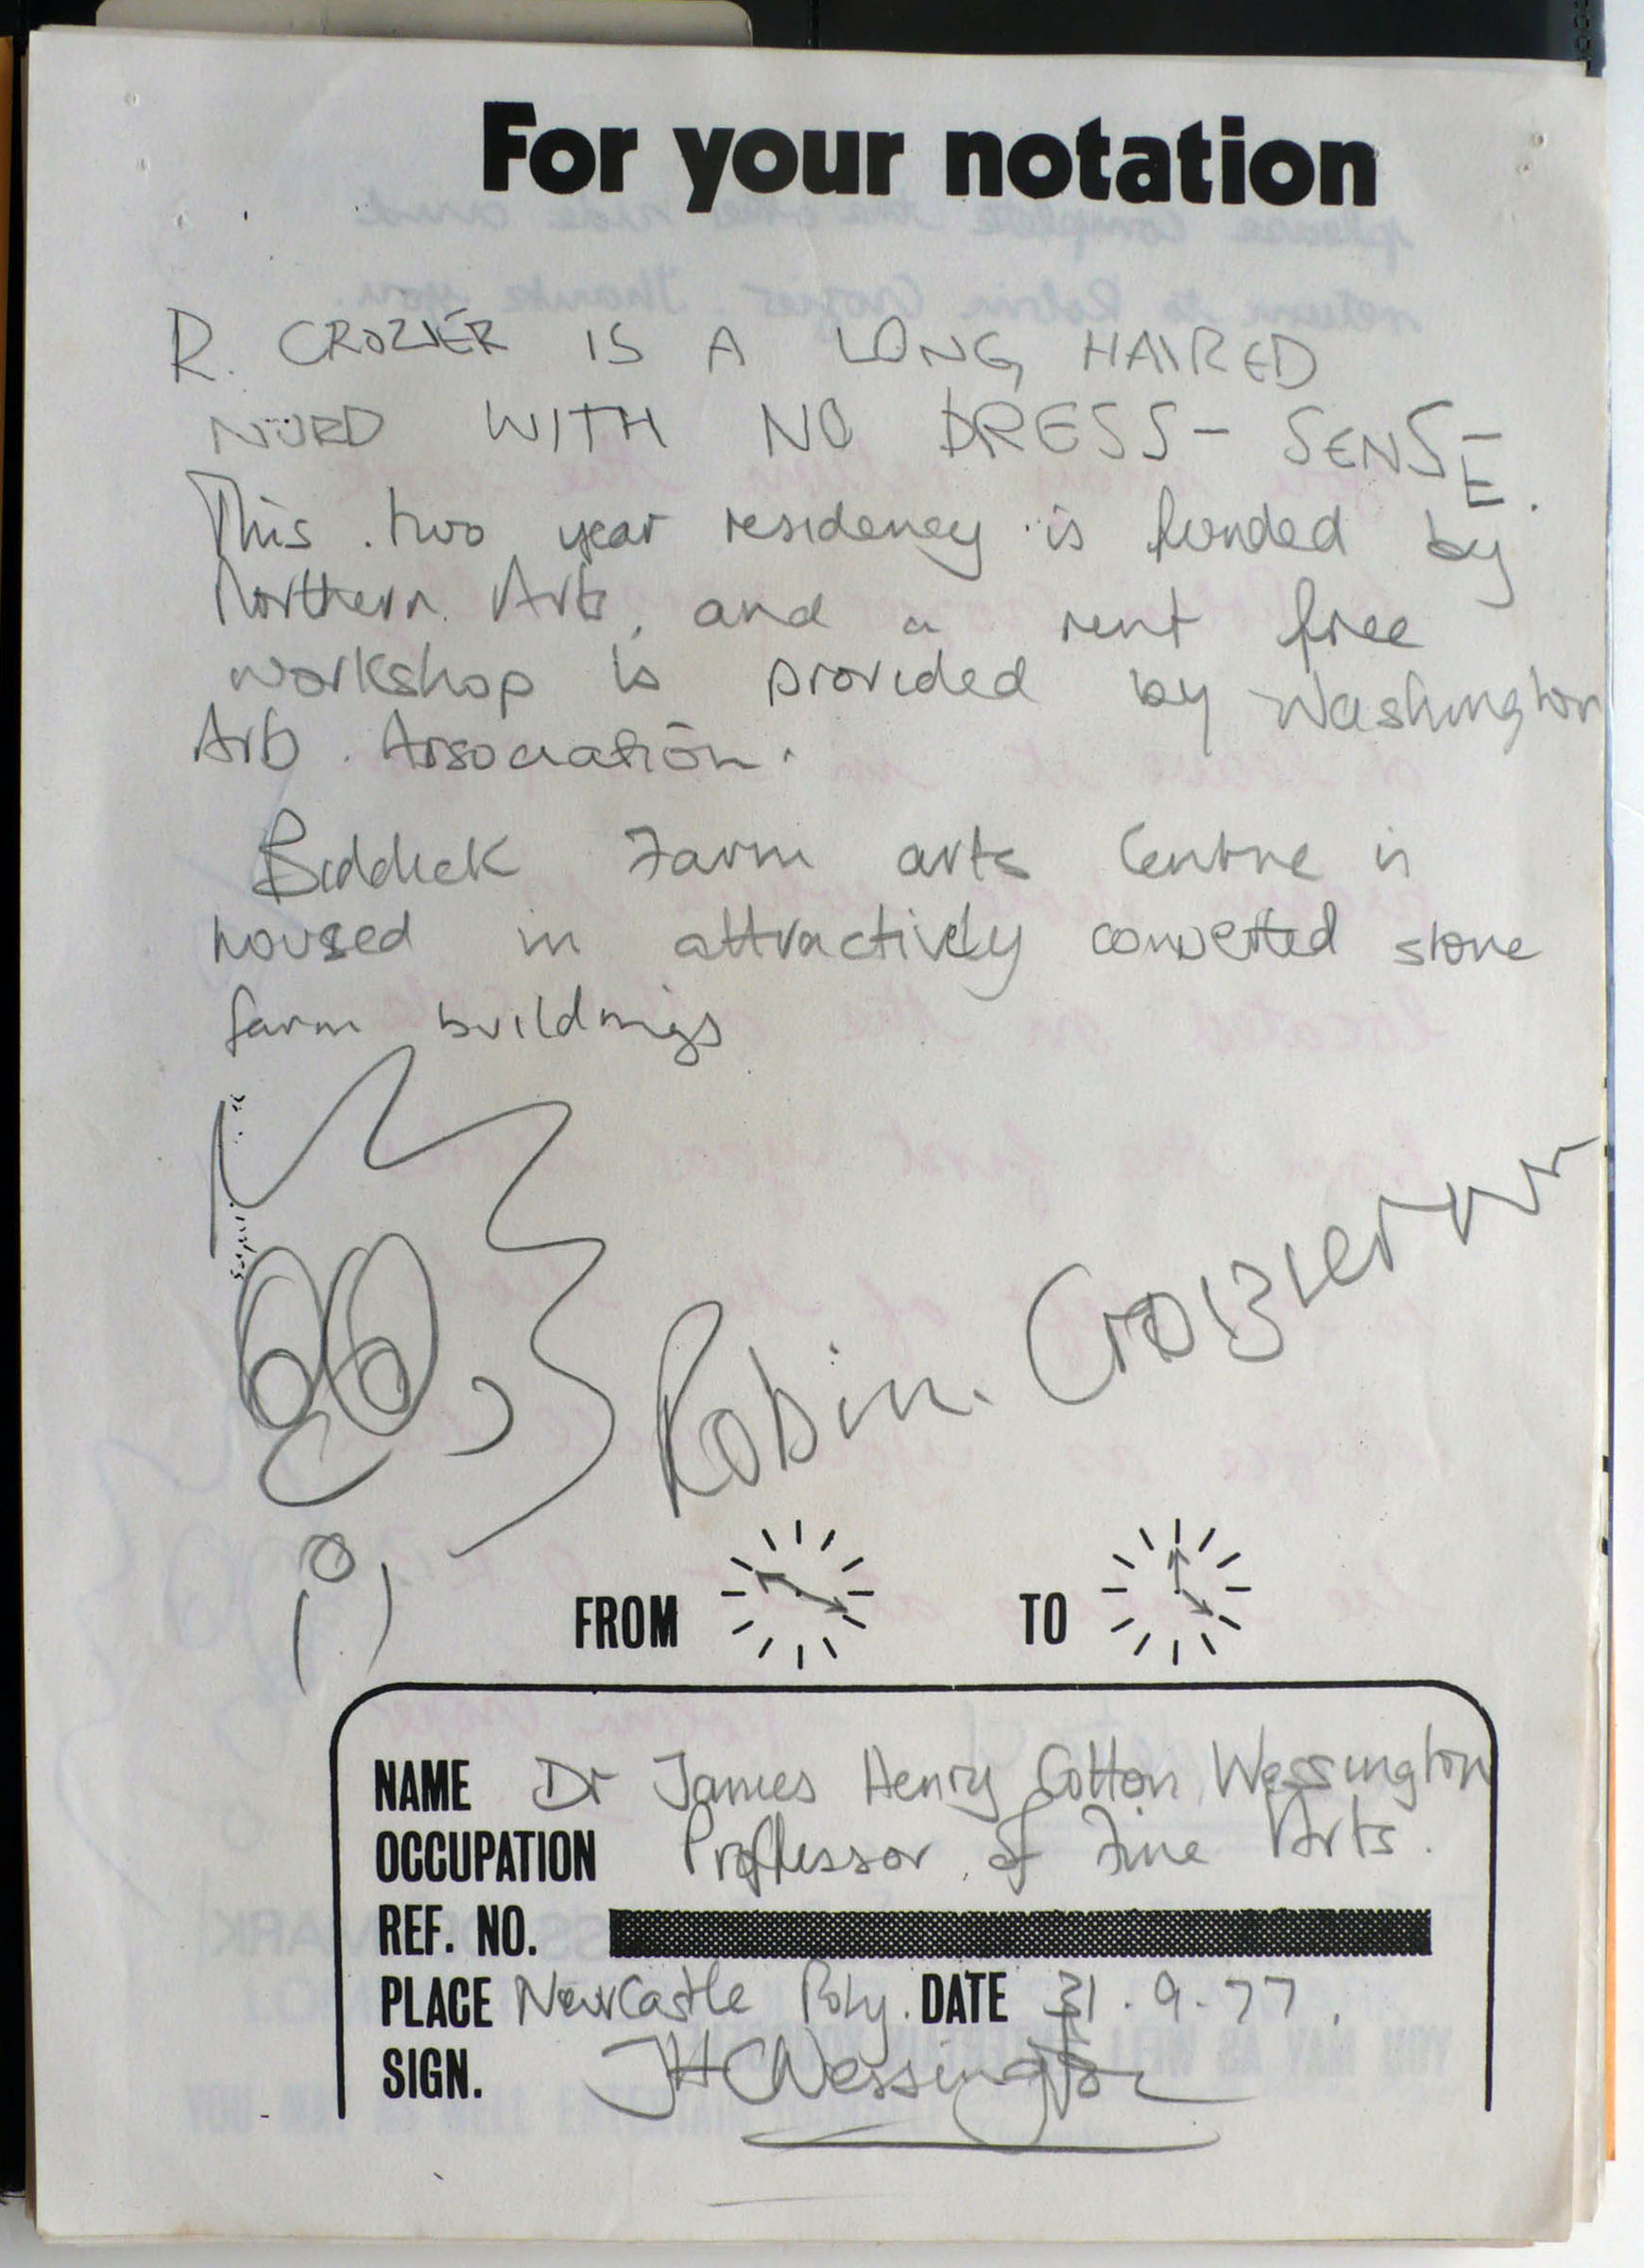 For your notation
R. CROZIER IS A LONG HAIRED
NURD WITH NO DRESS-SENSE.
This two year residency is funded by
Northern Arts, and a rent free
workshop is provided by Washington
Arts Association.
Biddick Farm arts Centre is
housed in attractively converted stone
farm buildings
Robin. Crozier
FROM TO
NAME Dr James Henry Cotton Wessington
OCCUPATION Proffessor of Fine Arts.
REF. NO.
PLACE NewCastle Poly. DATE 31.9.77.
SIGN. JHCWessington